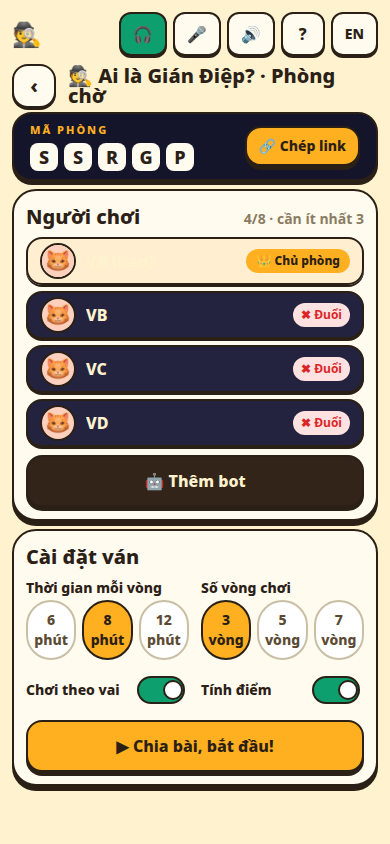 EN
‹ 🕵️ Ai là Gián Điệp? · Phòng
chờ
MÃ PHÒNG
S S R G P
🔗 Chép link
Người chơi
4/8 · cần ít nhất 3
👑 Chủ phòng
VB ✖ Đuổi
VC ✖ Đuổi
VD ✖ Đuổi
🤖 Thêm bot
Cài đặt ván
Thời gian mỗi vòng
6 phút
8 phút
12 phút
Số vòng chơi
3 vòng
5 vòng
7 vòng
Chơi theo vai
Tính điểm
▶ Chia bài, bắt đầu!